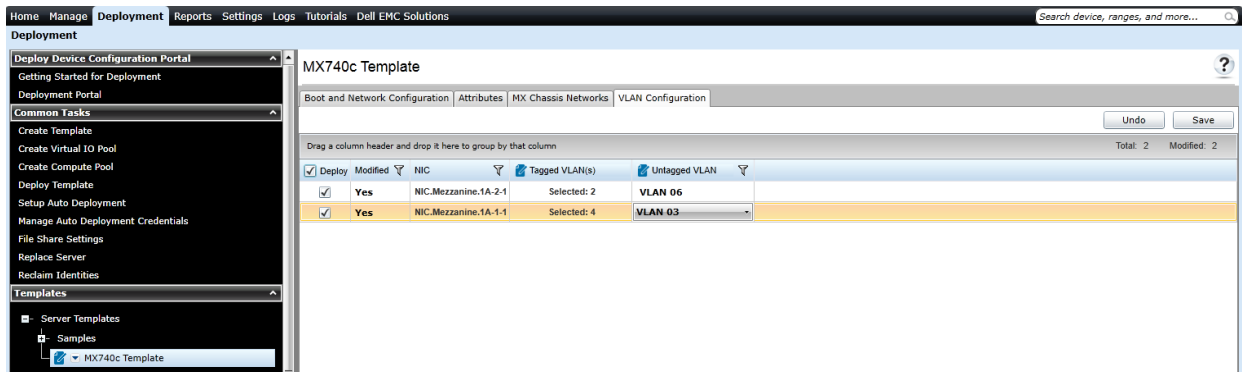 Home Manage Deployment Reports Settings Logs Tutorials Dell EMC Solutions
Search device, ranges, and more...
Deployment
Deploy Device Configuration Portal
Getting Started for Deployment
Deployment Portal
Common Tasks
Create Template
Create Virtual IO Pool
Create Compute Pool
Deploy Template
Setup Auto Deployment
Manage Auto Deployment Credentials
File Share Settings
Replace Server
Reclaim Identities
Templates
Server Templates
Samples
MX740c Template
MX740c Template
?
Boot and Network Configuration Attributes MX Chassis Networks VLAN Configuration
Undo Save
Drag a column header and drop it here to group by that column Total: 2 Modified: 2
Deploy Modified NIC Tagged VLAN(s) Untagged VLAN
Yes NIC.Mezzanine.1A-2-1 Selected: 2 VLAN 06
Yes NIC.Mezzanine.1A-1-1 Selected: 4 VLAN 03